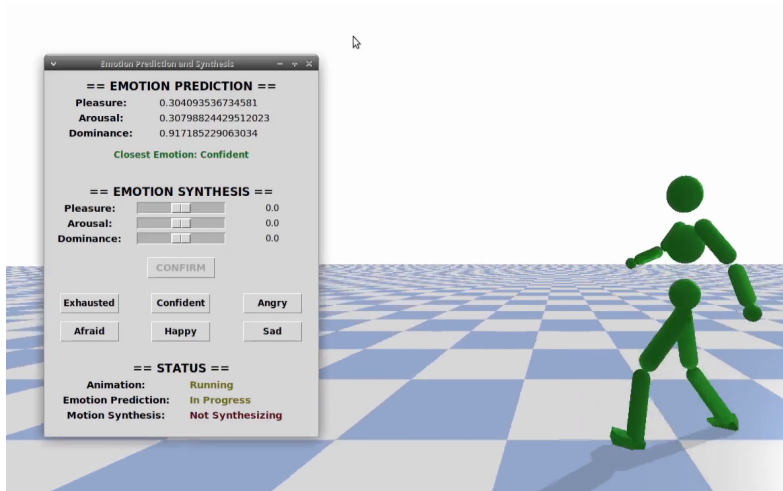 Emotion Prediction and Synthesis
== EMOTION PREDICTION ==
Pleasure: 0.304093536734581
Arousal: 0.30798824429512023
Dominance: 0.917185229063034
Closest Emotion: Confident
== EMOTION SYNTHESIS ==
Pleasure: 0.0
Arousal: 0.0
Dominance: 0.0
CONFIRM
Exhausted Confident Angry
Afraid Happy Sad
== STATUS ==
Animation: Running
Emotion Prediction: In Progress
Motion Synthesis: Not Synthesizing